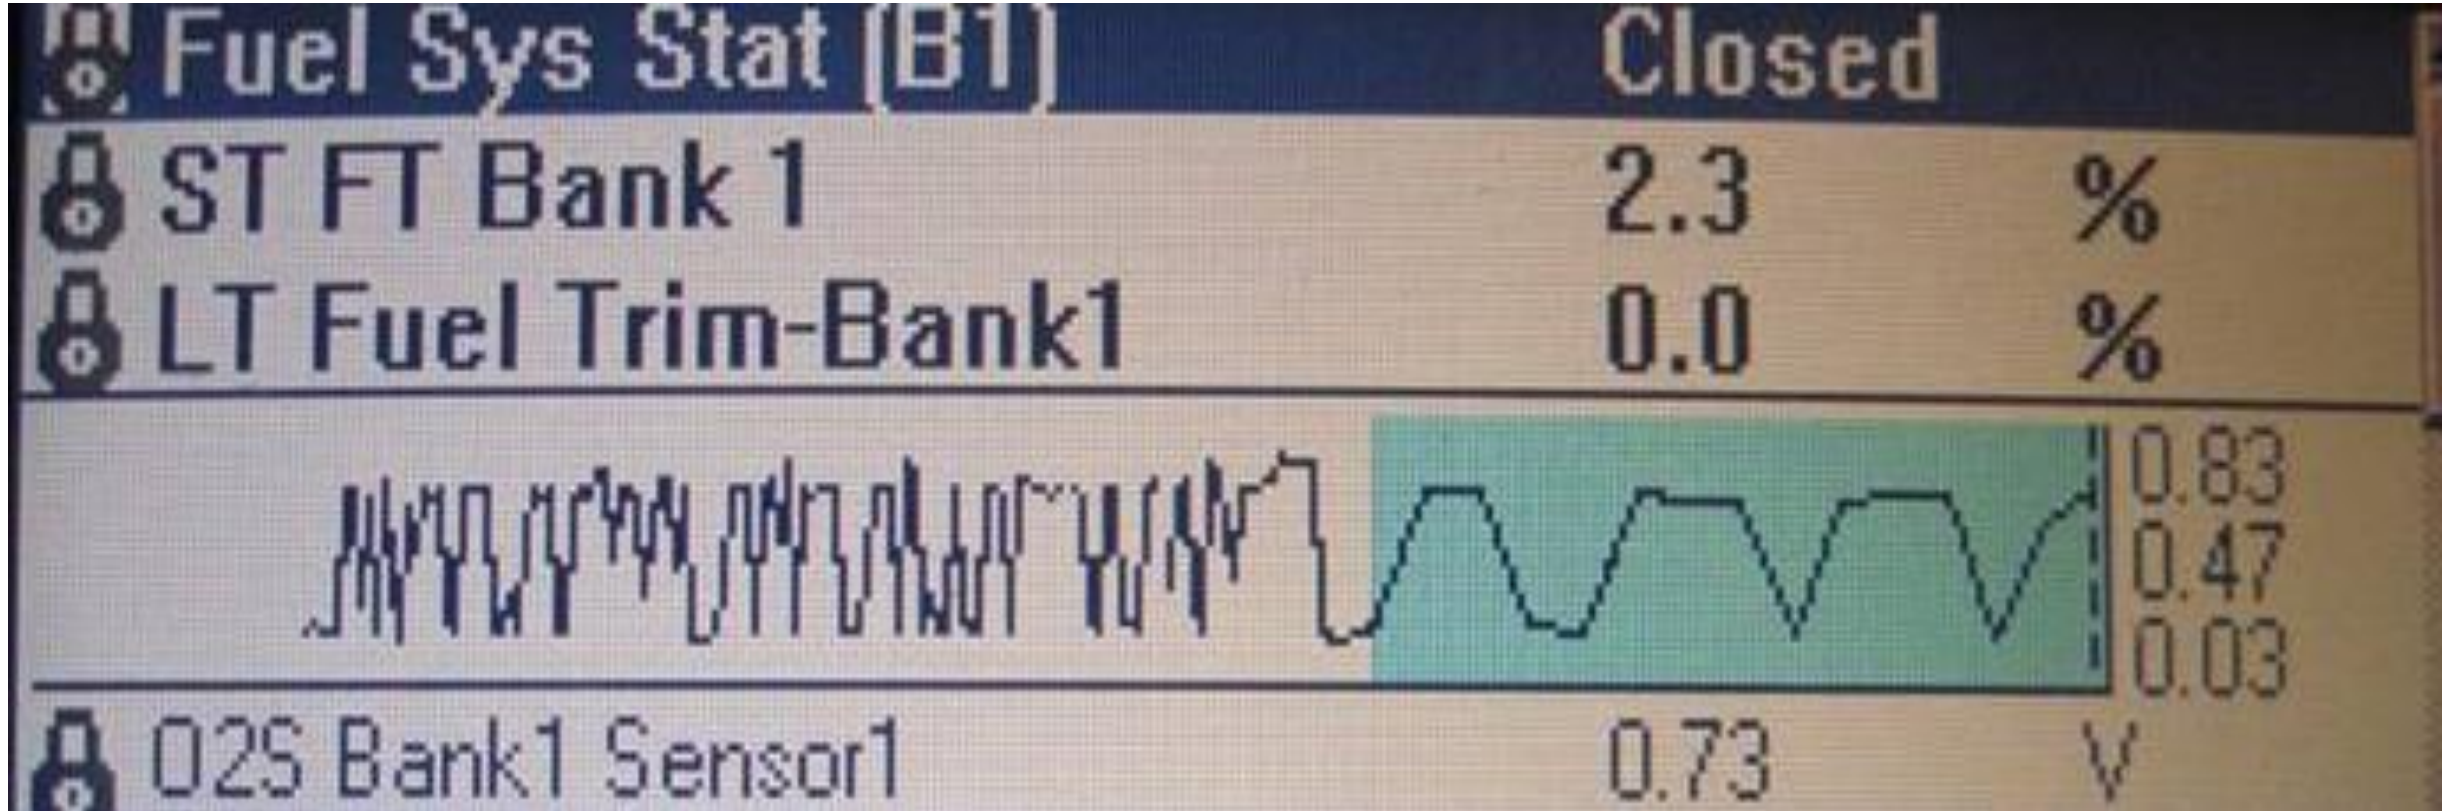 Fuel Sys Stat (B1) Closed
ST FT Bank 1 2.3 %
LT Fuel Trim-Bank1 0.0 %
0.83
0.47
0.03
O2S Bank1 Sensor1 0.73 V